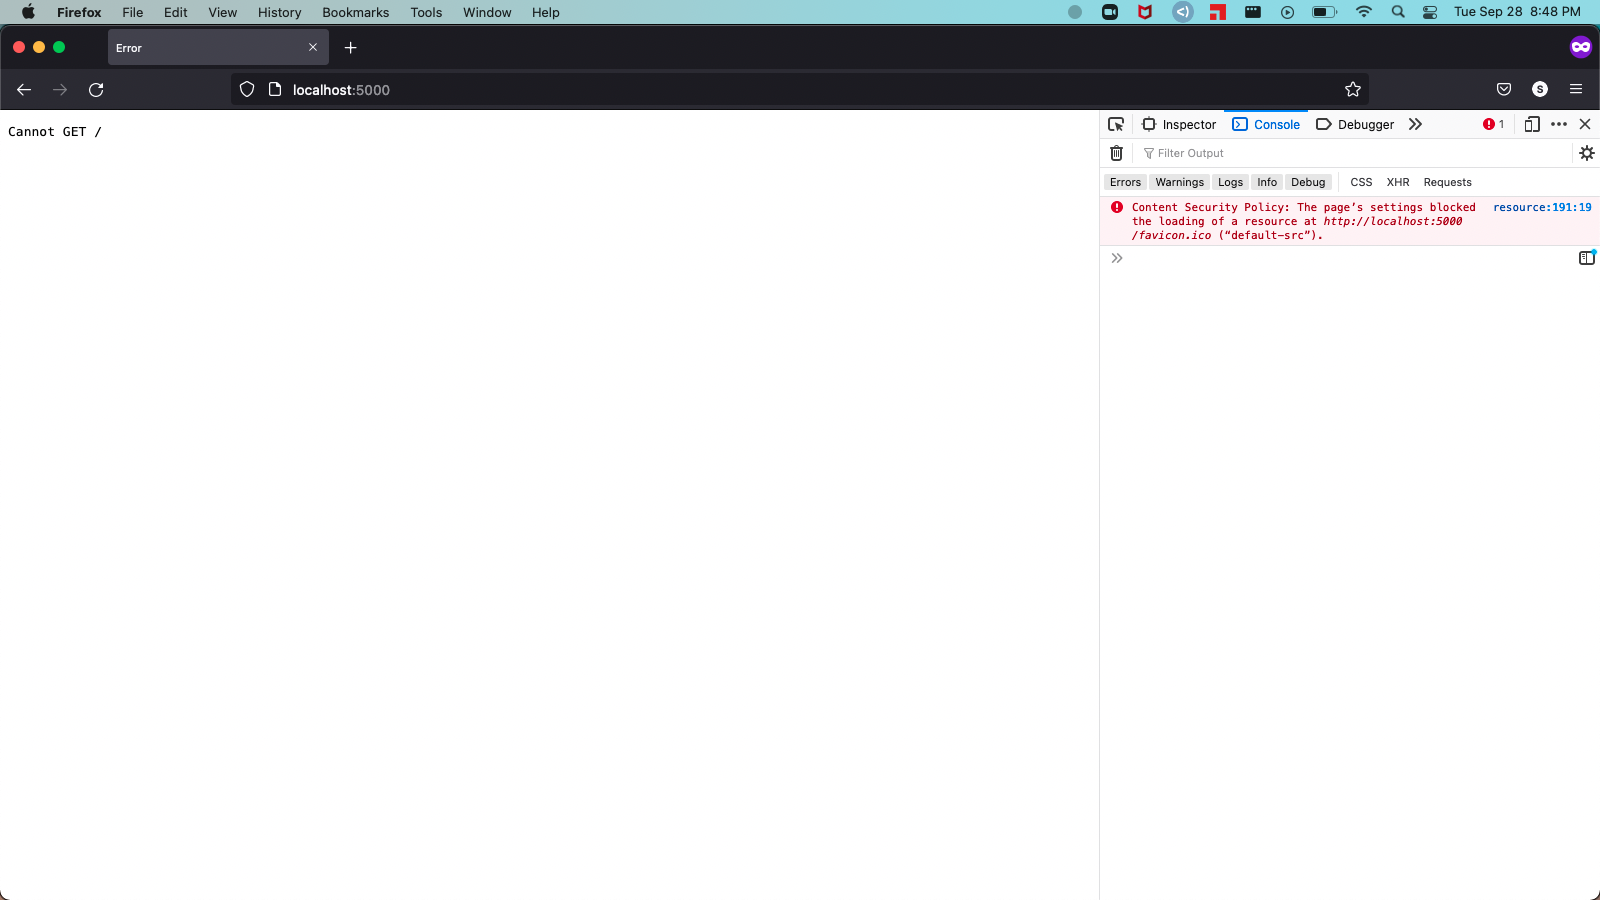 Firefox File Edit View History Bookmarks Tools Window Help Tue Sep 28 8:48 PM
Error
S
localhost:5000
Cannot GET /
Inspector Console Debugger 1
Filter Output
Errors Warnings Logs Info Debug CSS XHR Requests
Content Security Policy: The page’s settings blocked resource:191:19
the loading of a resource at http://localhost:5000
/favicon.ico (“default-src”).